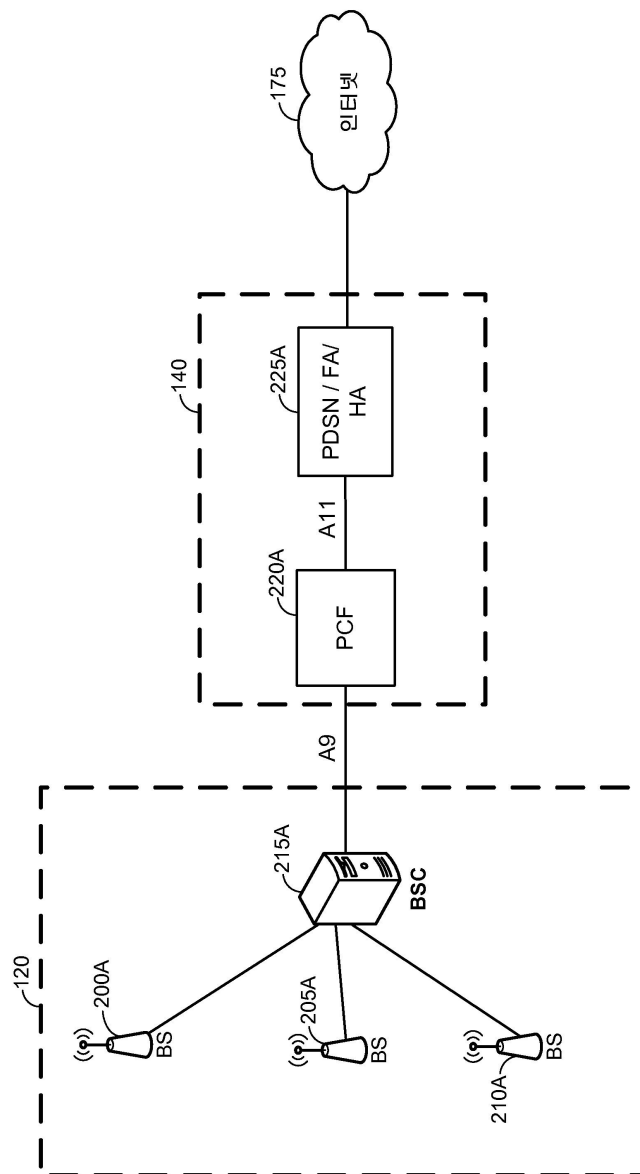 120
200A
BS
205A
BS
210A
BS
215A
BSC
A9
140
220A
PCF
A11
225A
PDSN / FA/
HA
175
인터넷